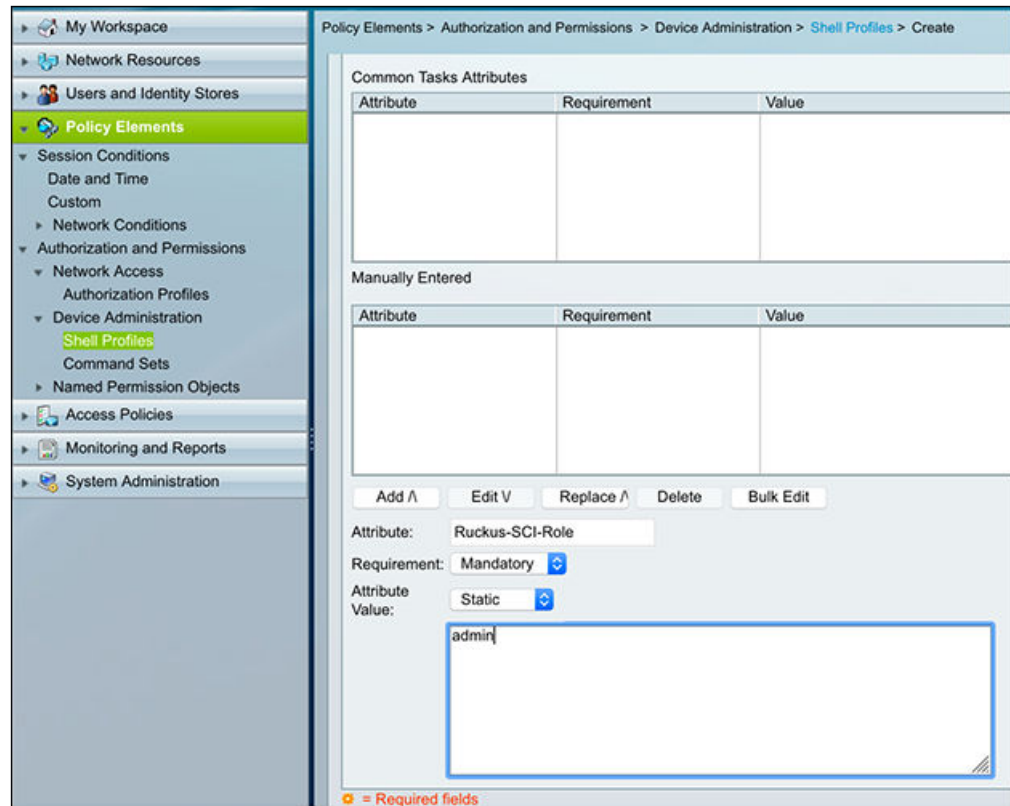 My Workspace
Network Resources
Users and Identity Stores
Policy Elements
Session Conditions
Date and Time
Custom
Network Conditions
Authorization and Permissions
Network Access
Authorization Profiles
Device Administration
Shell Profiles
Command Sets
Named Permission Objects
Access Policies
Monitoring and Reports
System Administration
Policy Elements > Authorization and Permissions > Device Administration > Shell Profiles > Create
Common Tasks Attributes
Attribute Requirement Value
Manually Entered
Attribute Requirement Value
Add /\ Edit \/ Replace /\ Delete Bulk Edit
Attribute: Ruckus-SCI-Role
Requirement: Mandatory
Attribute
Value: Static
admin
= Required fields